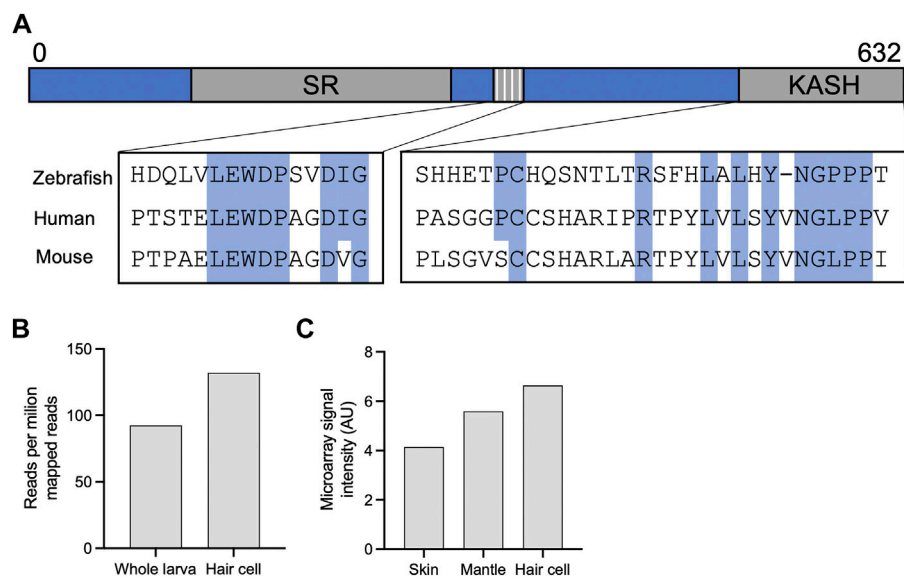 A
0 632
SR KASH
Zebrafish HDQLVLEWDPSVDIG SHHETPCHQSNTLTRSFHLALHY-NGPPPT
Human PTSTELEWDPAGDIG PASGGPCCSHARIPRTPYLVLSYVNGLPPV
Mouse PTPAELEWDPAGDVG PLSGVSCCSHARLARTPYLVLSYVNGLPPI
B
Reads per milion
mapped reads
150
100
50
0
Whole larva Hair cell
C
Microarray signal
intensity (AU)
8
6
4
2
0
Skin Mantle Hair cell